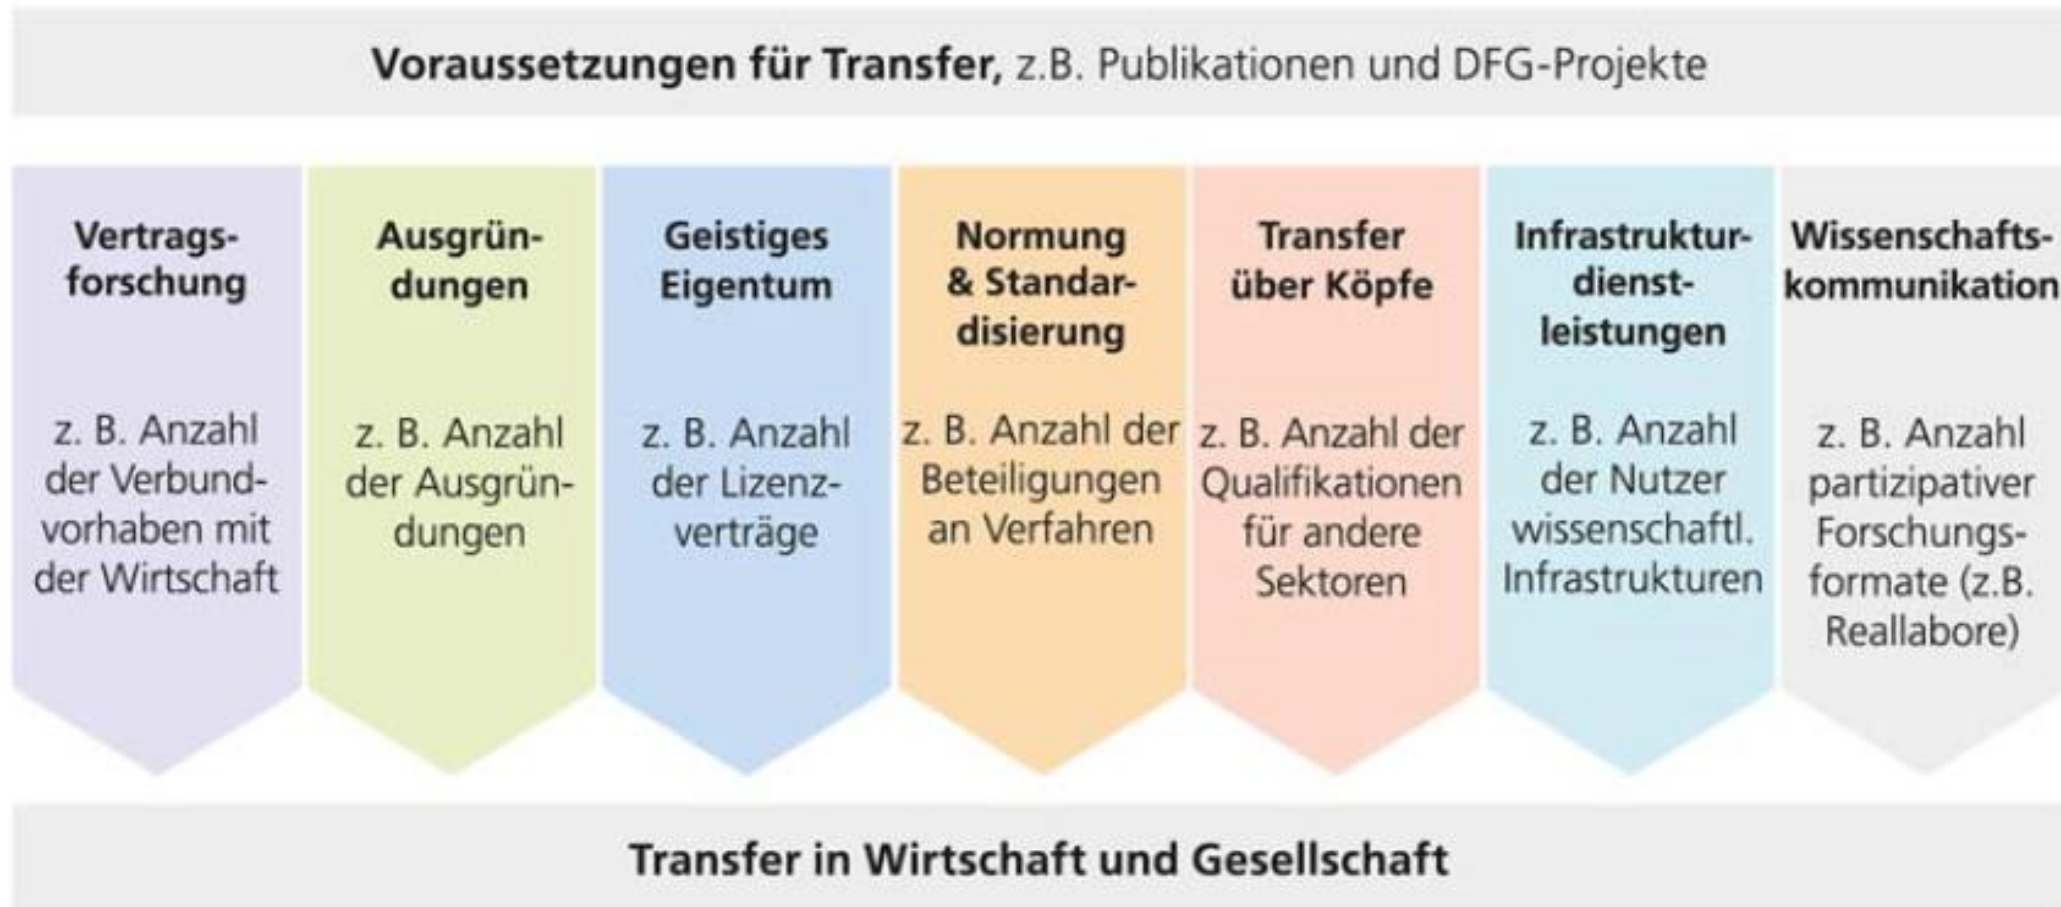 Voraussetzungen für Transfer, z.B. Publikationen und DFG-Projekte
Vertrags-
forschung
z. B. Anzahl
der Verbund-
vorhaben mit
der Wirtschaft
Ausgrün-
dungen
z. B. Anzahl
der Ausgrün-
dungen
Geistiges
Eigentum
z. B. Anzahl
der Lizenz-
verträge
Normung
& Standar-
disierung
z. B. Anzahl der
Beteiligungen
an Verfahren
Transfer
über Köpfe
z. B. Anzahl der
Qualifikationen
für andere
Sektoren
Infrastruktur-
dienst-
leistungen
z. B. Anzahl
der Nutzer
wissenschaftl.
Infrastrukturen
Wissenschafts-
kommunikation
z. B. Anzahl
partizipativer
Forschungs-
formate (z.B.
Reallabore)
Transfer in Wirtschaft und Gesellschaft